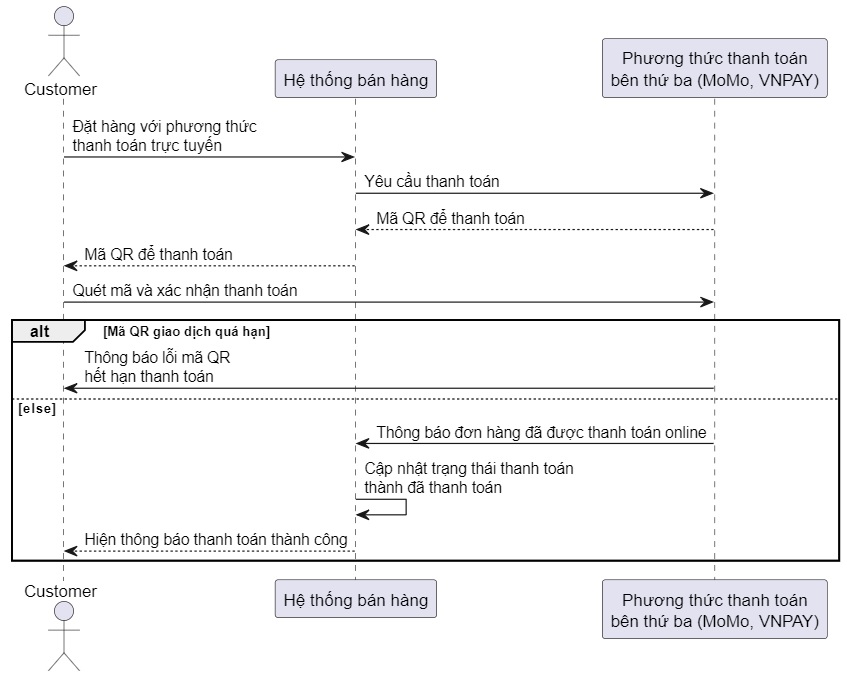 Customer
Hệ thống bán hàng
Phương thức thanh toán
bên thứ ba (MoMo, VNPAY)
Đặt hàng với phương thức
thanh toán trực tuyến
Yêu cầu thanh toán
Mã QR để thanh toán
Mã QR để thanh toán
Quét mã và xác nhận thanh toán
alt [Mã QR giao dịch quá hạn]
Thông báo lỗi mã QR
hết hạn thanh toán
[else]
Thông báo đơn hàng đã được thanh toán online
Cập nhật trạng thái thanh toán
thành đã thanh toán
Hiện thông báo thanh toán thành công
Customer
Hệ thống bán hàng
Phương thức thanh toán
bên thứ ba (MoMo, VNPAY)